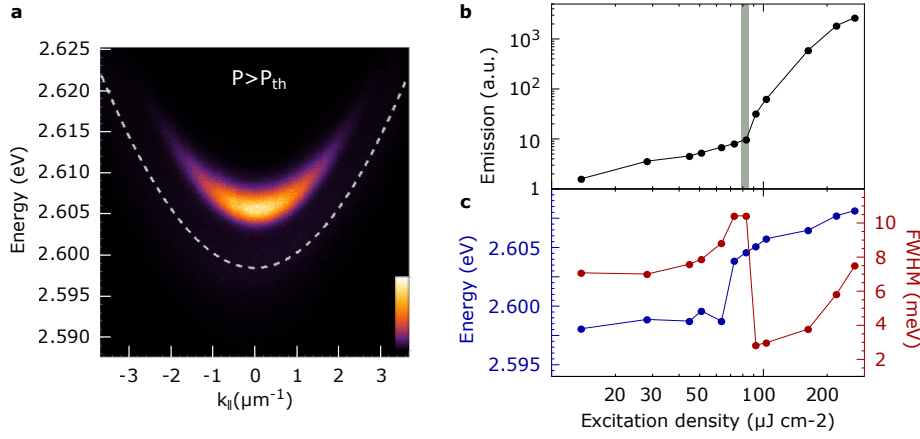 a
P>Pth
Energy (eV)
2.625
2.620
2.615
2.610
2.605
2.600
2.595
2.590
-3 -2 -1 0 1 2 3
k||(μm-1)
b
Emission (a.u.)
10³
10²
10
1
c
Energy (eV)
2.605
2.600
2.595
FWHM (meV)
10
8
6
4
2
20 30 50 100 200
Excitation density (μJ cm-2)